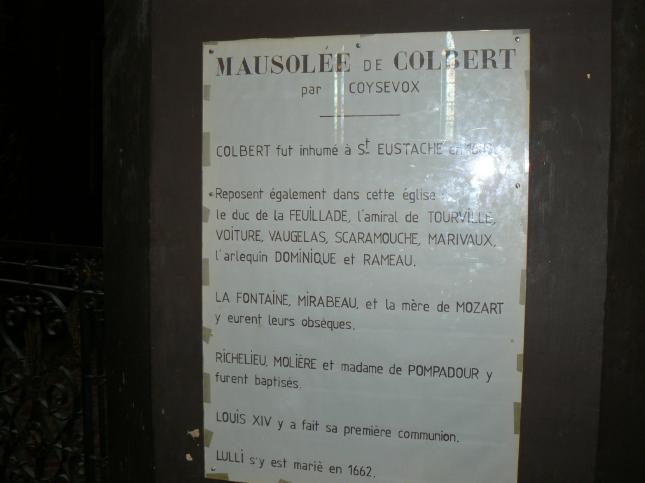 MAUSOLÉE DE COLBERT
par COYSEVOX
COLBERT fut inhumé à St EUSTACHE
Reposent également dans cette église :
le duc de la FEUILLADE, l'amiral de TOURVILLE,
VOITURE, VAUGELAS, SCARAMOUCHE, MARIVAUX,
l'arlequin DOMINIQUE et RAMEAU.
LA FONTAINE, MIRABEAU, et la mère de MOZART
y eurent leurs obsèques.
RICHELIEU, MOLIÈRE et madame de POMPADOUR y
furent baptisés.
LOUIS XIV y a fait sa première communion.
LULLI s'y est marié en 1662.